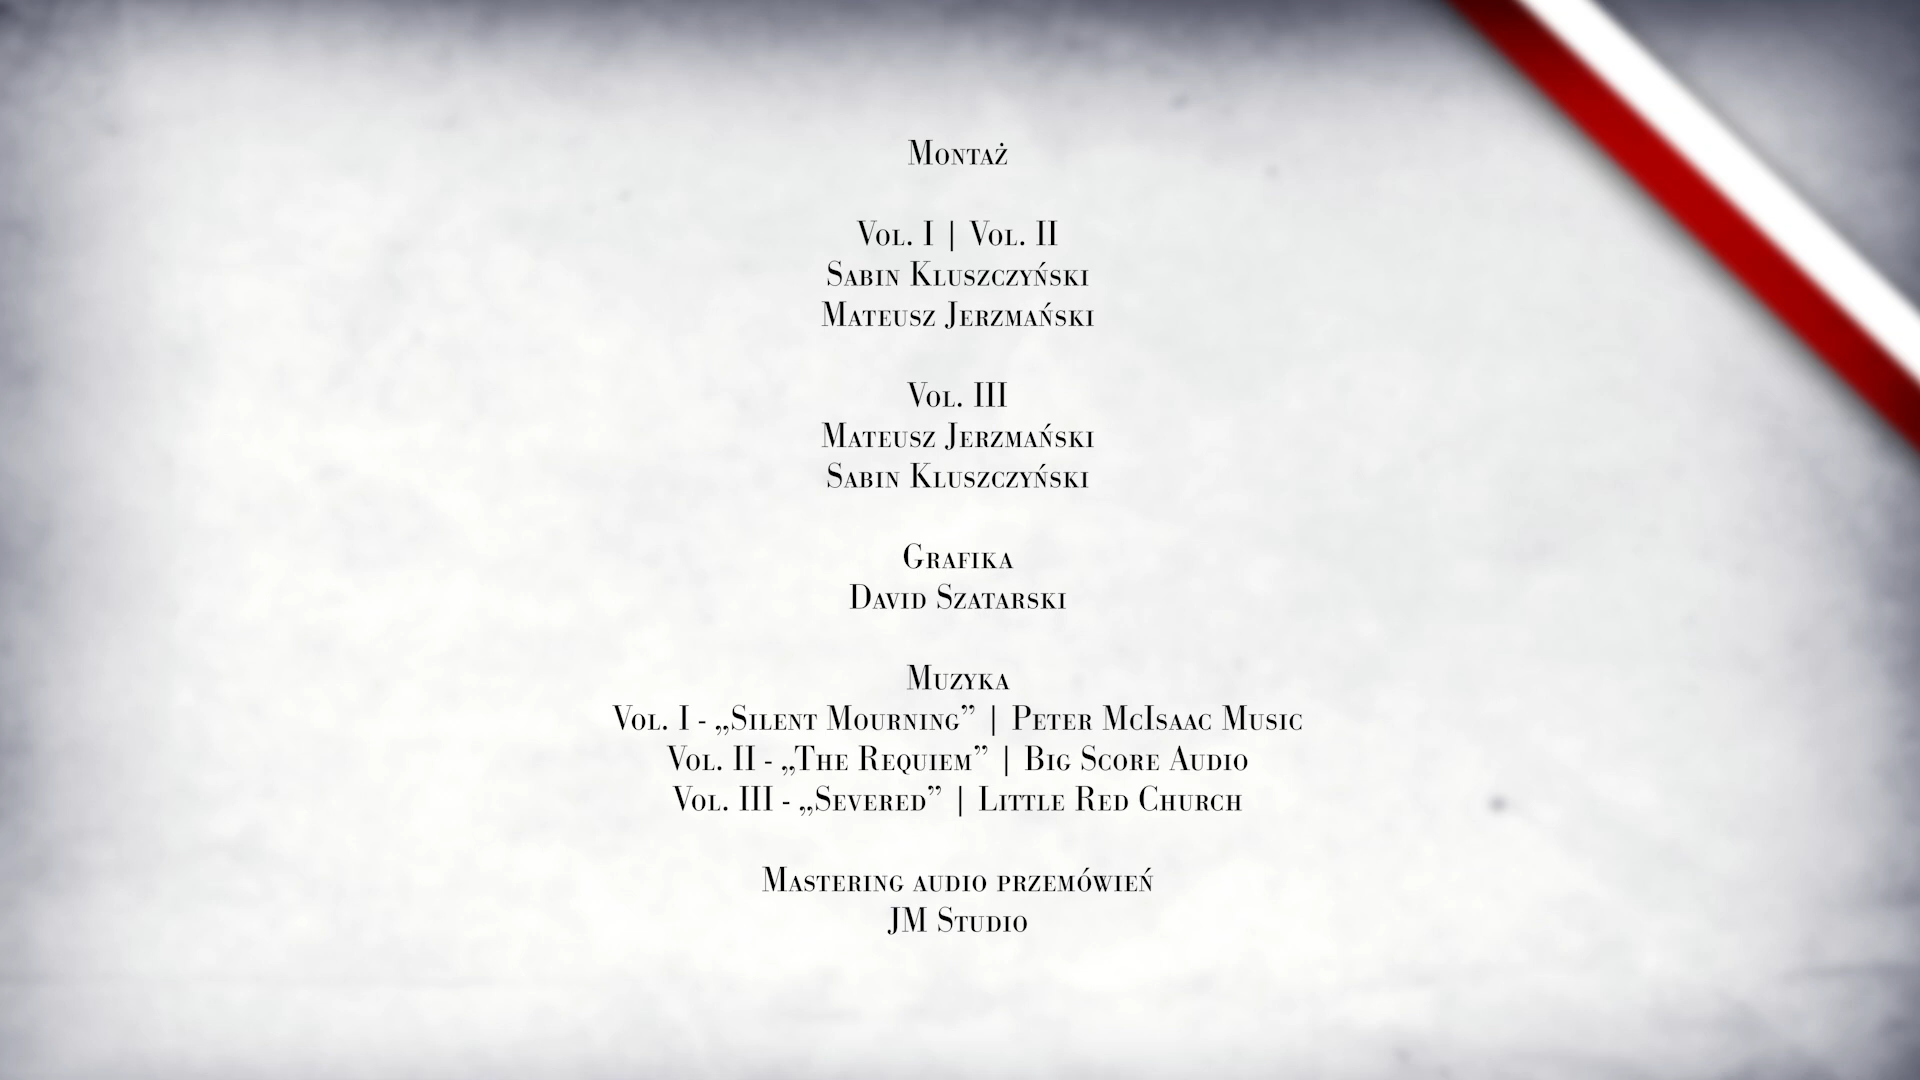 Montaż
Vol. I | Vol. II
Sabin Kluszczyński
Mateusz Jerzmański
Vol. III
Mateusz Jerzmański
Sabin Kluszczyński
Grafika
David Szatarski
Muzyka
Vol. I - „Silent Mourning” | Peter McIsaac Music
Vol. II - „The Requiem” | Big Score Audio
Vol. III - „Severed” | Little Red Church
Mastering audio przemówień
JM Studio